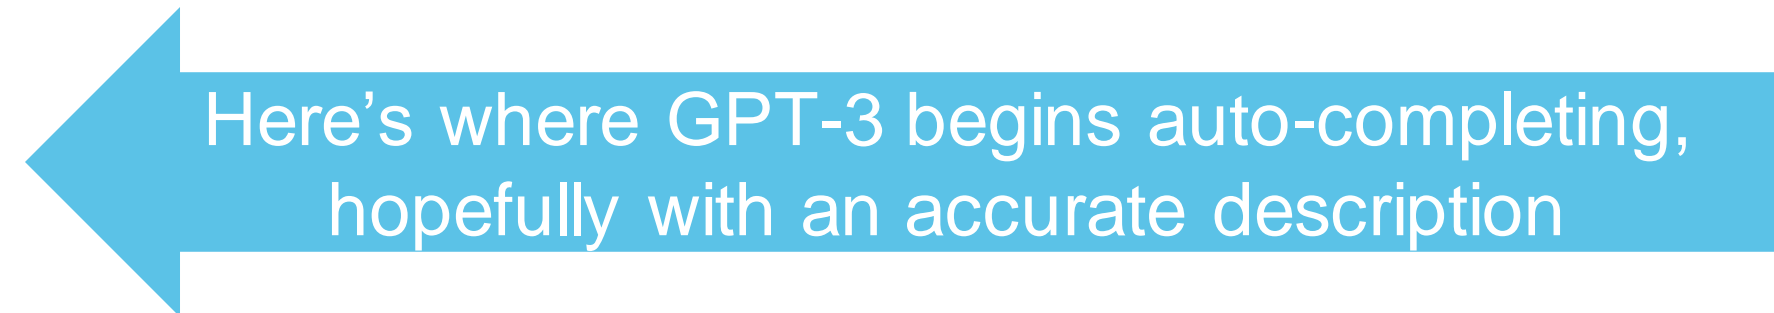 Here’s where GPT-3 begins auto-completing,
hopefully with an accurate description